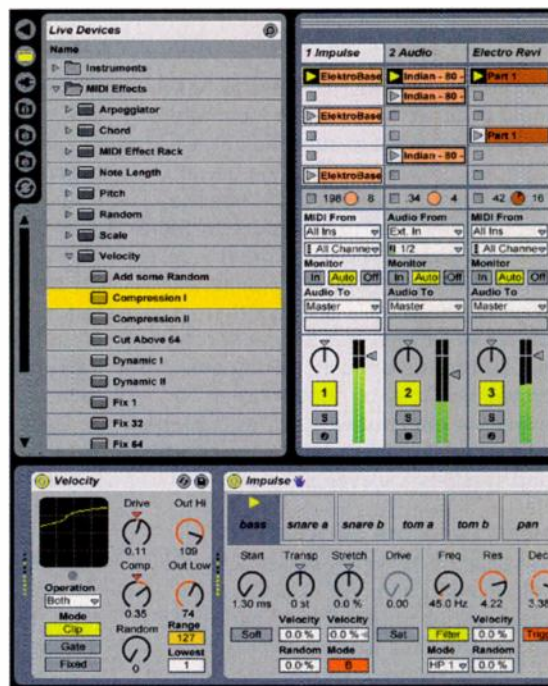 Live Devices
Name
Instruments
MIDI Effects
Arpeggiator
Chord
MIDI Effect Rack
Note Length
Pitch
Random
Scale
Velocity
Add some Random
Compression I
Compression II
Cut Above 64
Dynamic I
Dynamic II
Fix 1
Fix 32
Fix 64
1 Impulse 2 Audio Electro Revi
ElektroBase Indian - 80 - Part 1
Indian - 80 -
ElektroBase
Part 1
Indian - 80 -
ElektroBase
198 8 34 4 42 16
MIDI From Audio From MIDI From
All Ins Ext. In All Ins
All Channe 1/2 All Channe
Monitor Monitor Monitor
In Auto Off In Auto Off In Auto Off
Audio To Audio To Audio To
Master Master Master
1 2 3
S S S
Velocity
Drive Out Hi
0.11 109
Operation Comp. Out Low
Both
0.35 74
Mode
Clip Random Range
127
Gate Lowest
Fixed 0 1
Impulse
bass snare a snare b tom a tom b pan
Start Transp Stretch Drive Freq Res Dec
1.30 ms 0 st 0.0 % 0.00 45.0 Hz 4.22 3.38
Velocity Velocity Velocity
Soft 0.0 % 0.0 % Sat Filter 0.0 % Trig
Random Mode Mode Random
0.0 % B HP 1 0.0 %